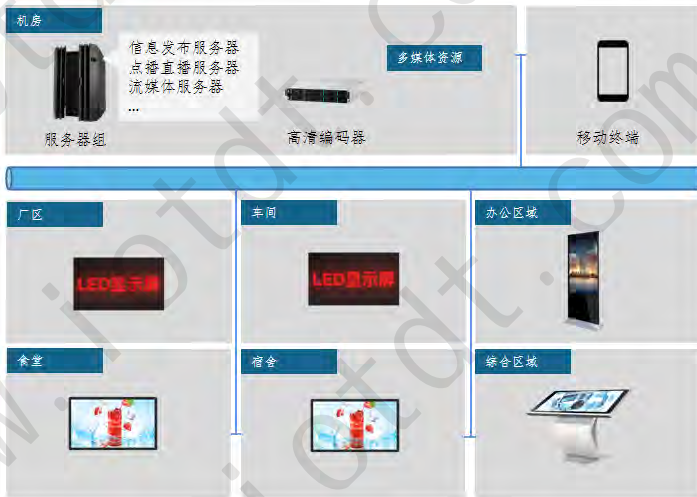 机房
信息发布服务器
点播直播服务器
流媒体服务器
...
服务器组
高清编码器
多媒体资源
移动终端
厂区
LED显示屏
车间
LED显示屏
办公区域
食堂
宿舍
综合区域
www.iotdt.com